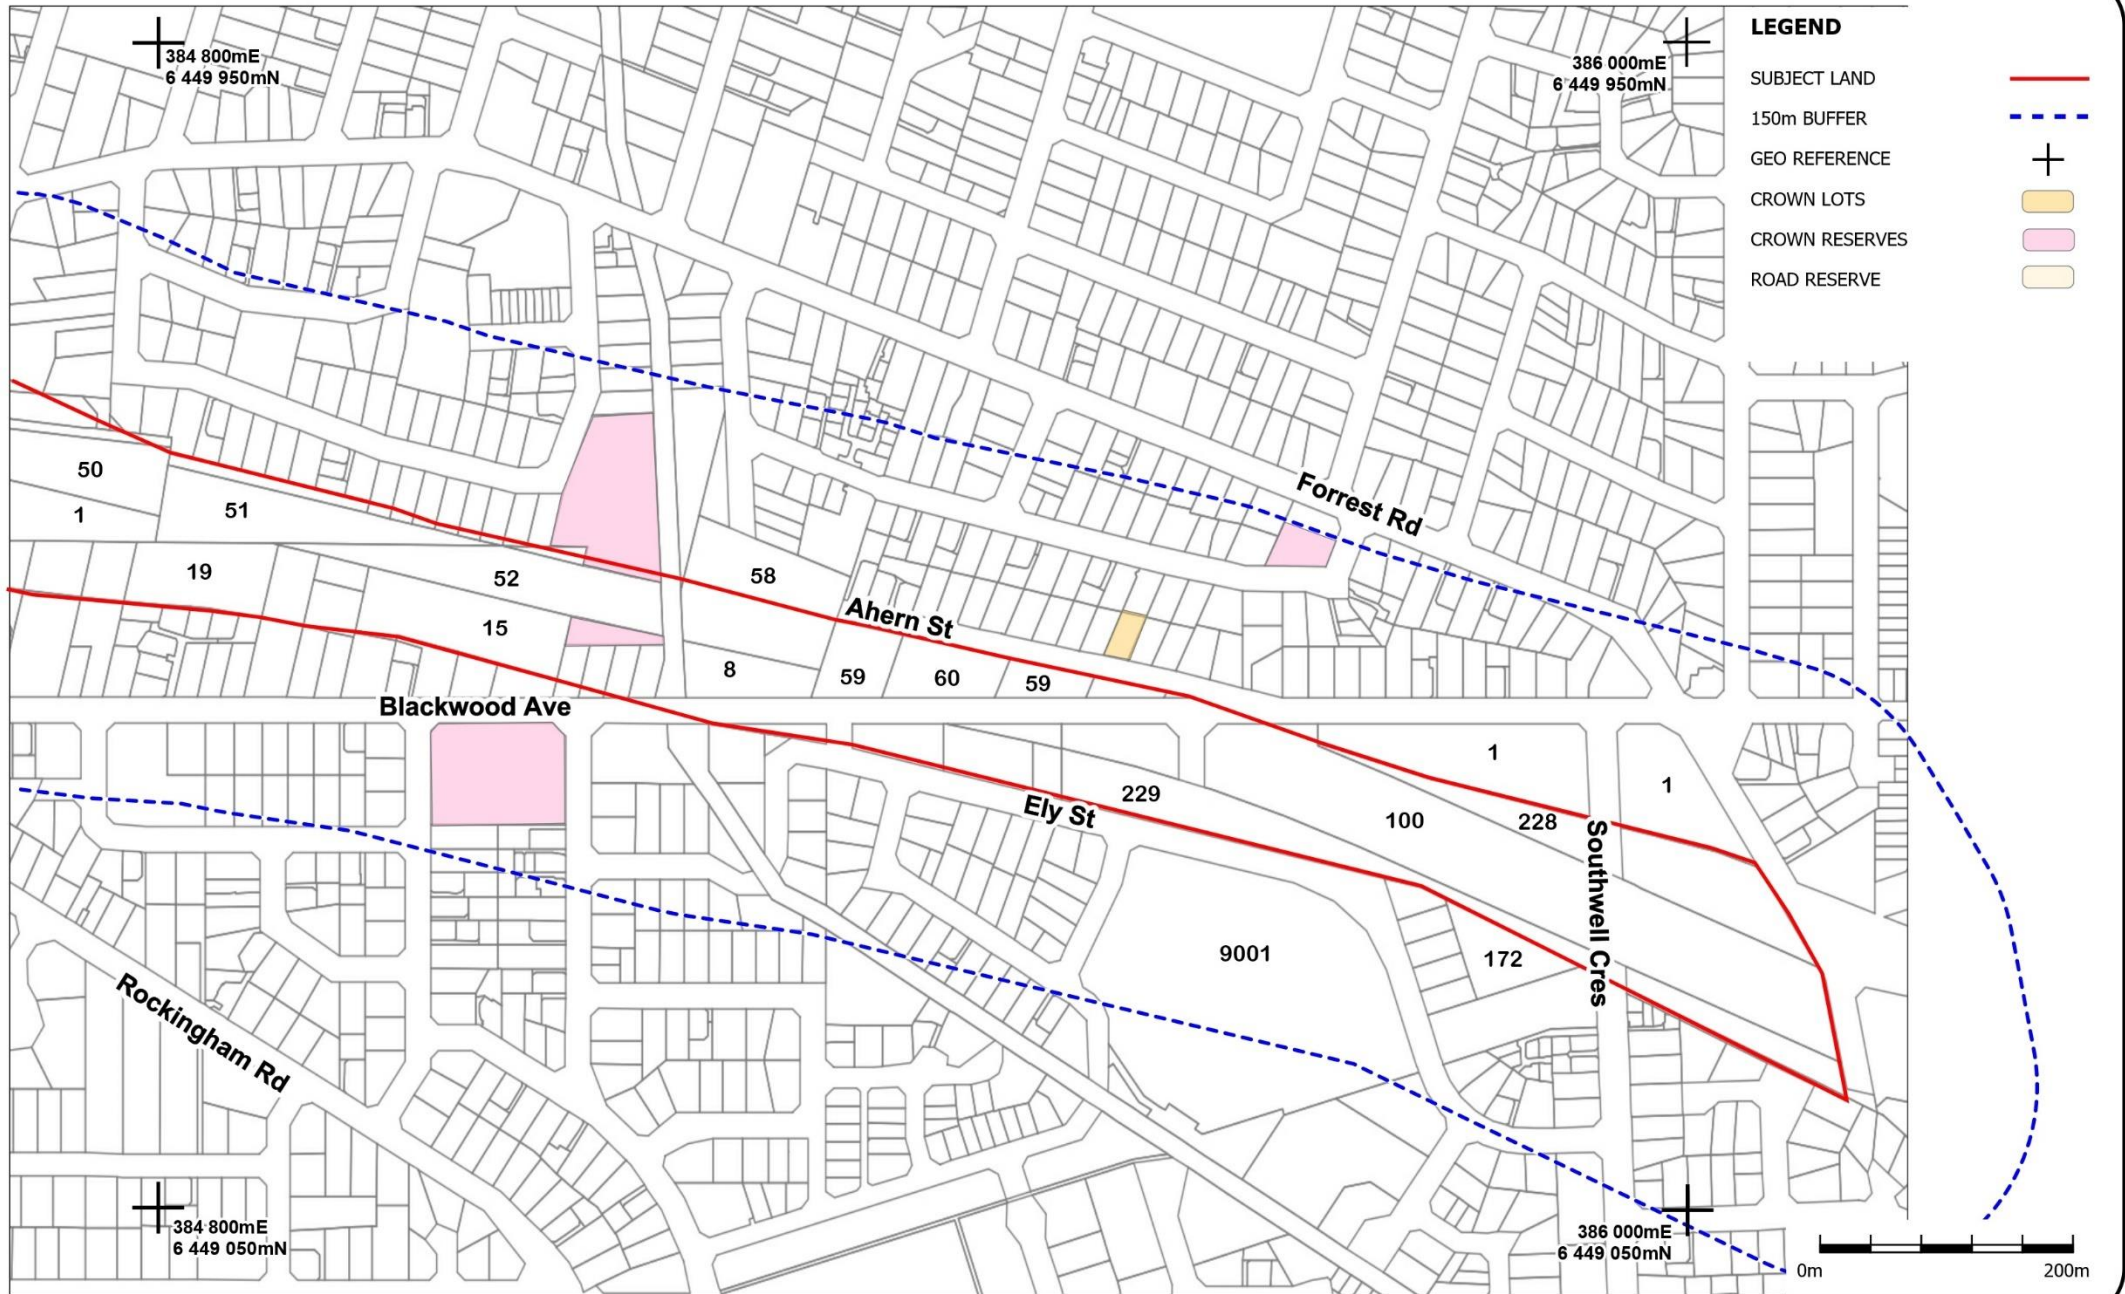 384 800mE
6 449 950mN
386 000mE
6 449 950mN
LEGEND
SUBJECT LAND
150m BUFFER
GEO REFERENCE
CROWN LOTS
CROWN RESERVES
ROAD RESERVE
50
1
51
19
52
58
15
Forrest Rd
Ahern St
8
59
60
59
Blackwood Ave
1
1
229
Ely St
100
228
Southwell Cres
9001
172
Rockingham Rd
384 800mE
6 449 050mN
386 000mE
6 449 050mN
0m
200m